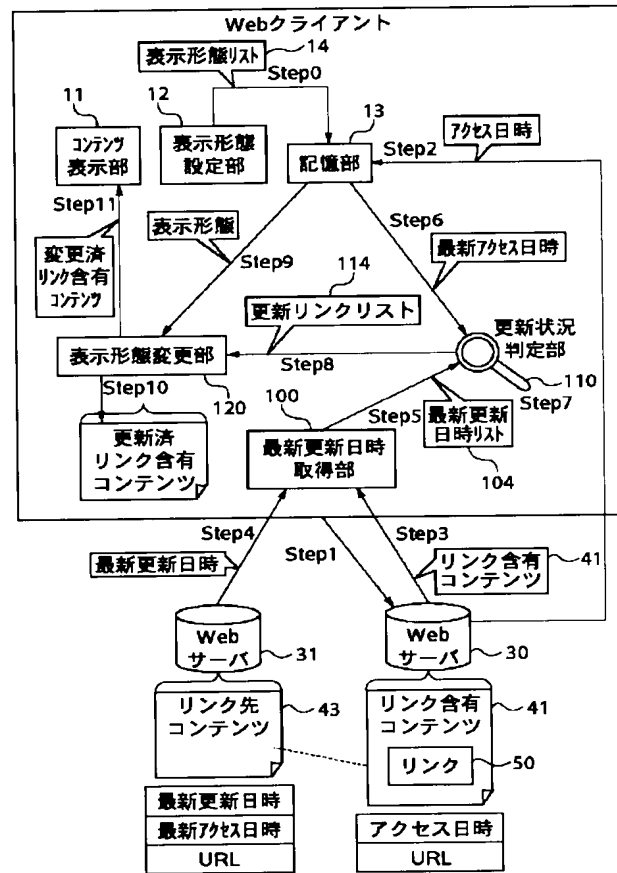 Webクライアント
表示形態リスト
14
Step0
11
12
13
コンテンツ
表示部
表示形態
設定部
記憶部
アクセス日時
Step2
Step11
変更済
リンク含有
コンテンツ
表示形態
Step9
Step6
最新アクセス日時
114
更新リンクリスト
更新状況
判定部
表示形態変更部
Step8
110
Step10
120
100
Step5
Step7
更新済
リンク含有
コンテンツ
最新更新日時
取得部
最新更新
日時リスト
104
Step4
Step3
最新更新日時
Step1
リンク含有
コンテンツ
41
Web
サーバ
31
Web
サーバ
30
リンク先
コンテンツ
43
リンク含有
コンテンツ
41
リンク
50
最新更新日時
最新アクセス日時
URL
アクセス日時
URL